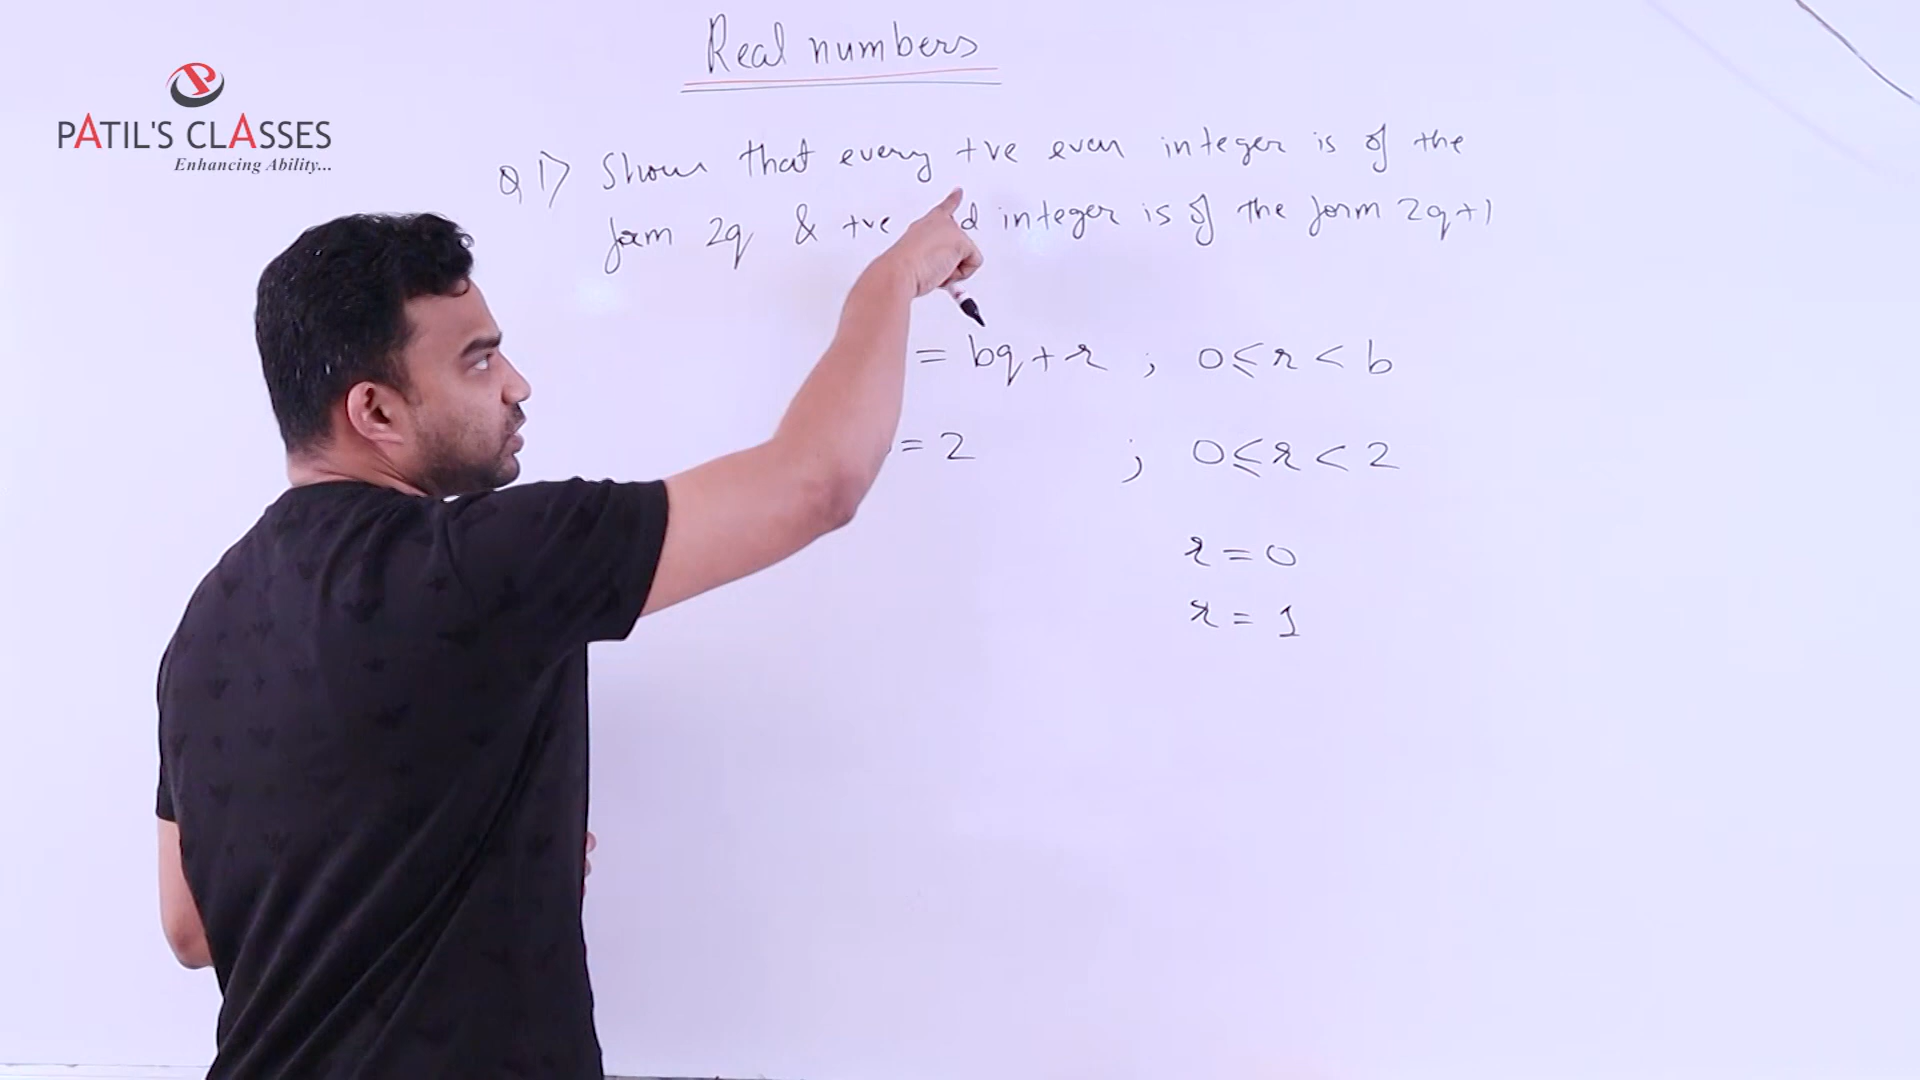 Real numbers
PATIL'S CLASSES
Enhancing Ability...
Q1) Show that every +ve even integer is of the
form 2q & +ve integer is of the form 2q+1
= bq+r ; 0≤r<b
= 2 ; 0≤r<2
r=0
r=1